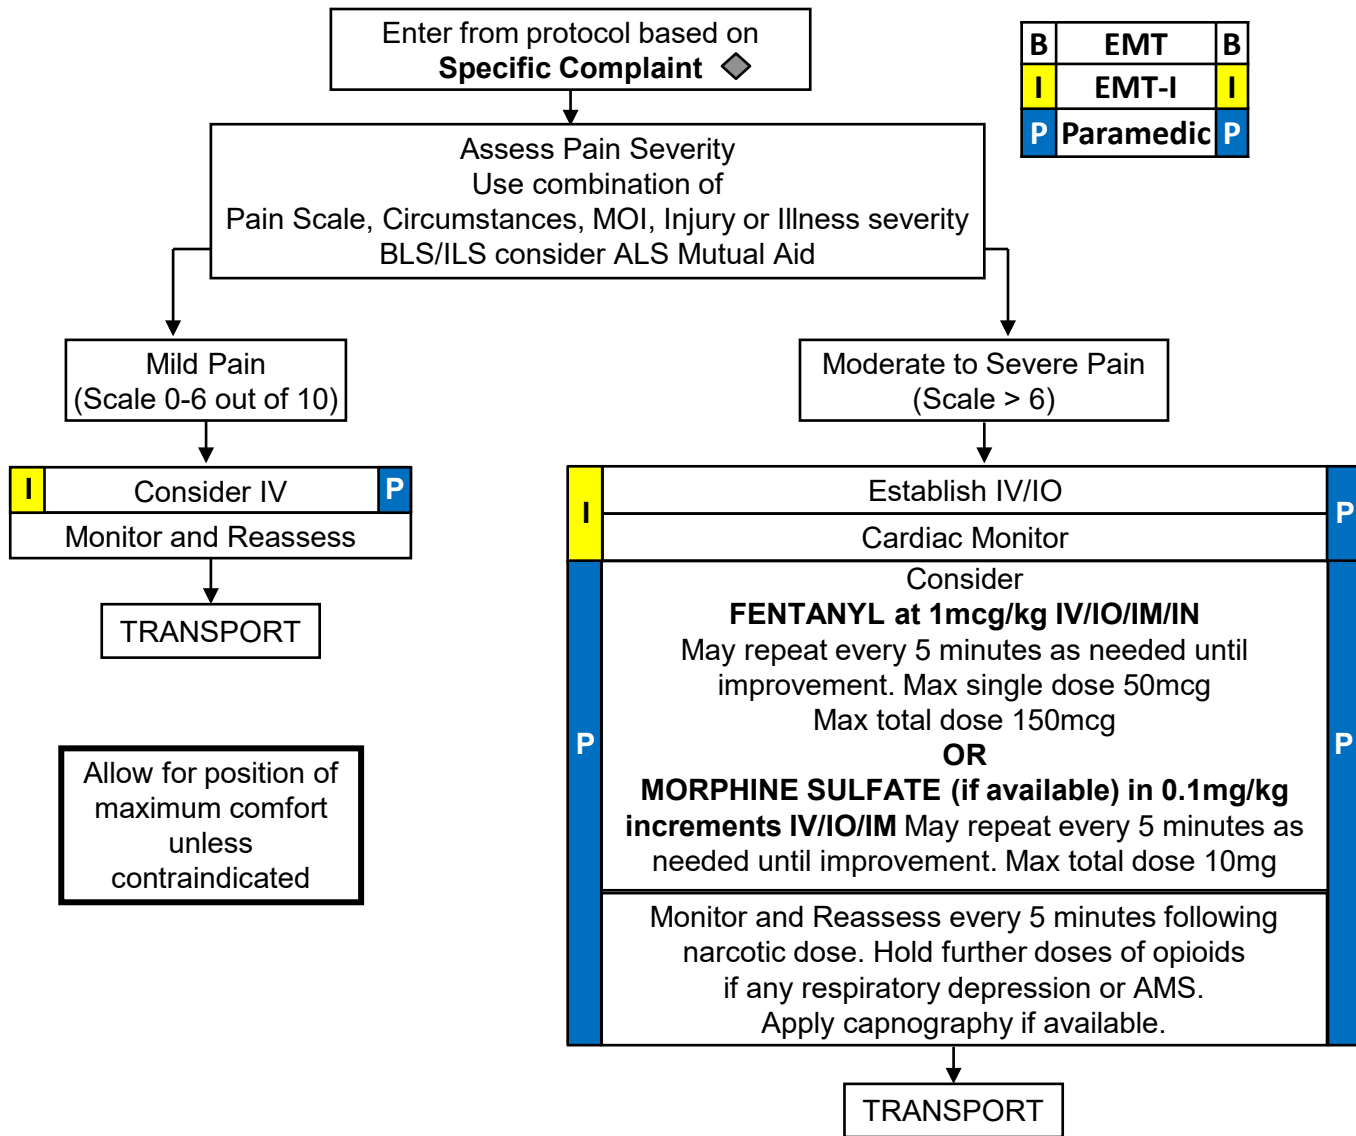 Enter from protocol based on
Specific Complaint
B EMT B
I EMT-I I
P Paramedic P
Assess Pain Severity
Use combination of
Pain Scale, Circumstances, MOI, Injury or Illness severity
BLS/ILS consider ALS Mutual Aid
Mild Pain
(Scale 0-6 out of 10)
I Consider IV P
Monitor and Reassess
TRANSPORT
Allow for position of
maximum comfort
unless
contraindicated
Moderate to Severe Pain
(Scale > 6)
Establish IV/IO
I P
Cardiac Monitor
Consider
FENTANYL at 1mcg/kg IV/IO/IM/IN
May repeat every 5 minutes as needed until
improvement. Max single dose 50mcg
Max total dose 150mcg
P OR P
MORPHINE SULFATE (if available) in 0.1mg/kg
increments IV/IO/IM May repeat every 5 minutes as
needed until improvement. Max total dose 10mg
Monitor and Reassess every 5 minutes following
narcotic dose. Hold further doses of opioids
if any respiratory depression or AMS.
Apply capnography if available.
TRANSPORT